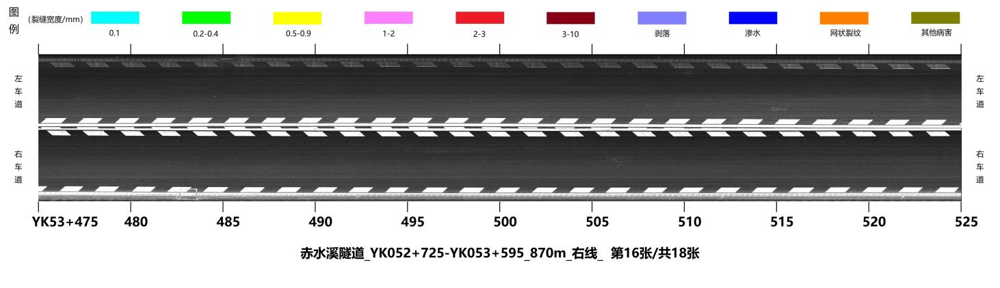 图例
(裂缝宽度/mm)
0.1 0.2-0.4 0.5-0.9 1-2 2-3 3-10 剥落 渗水 网状裂纹 其他病害
左车道 左车道
右车道 右车道
YK53+475 480 485 490 495 500 505 510 515 520 525
赤水溪隧道_YK052+725-YK053+595_870m_右线_ 第16张/共18张